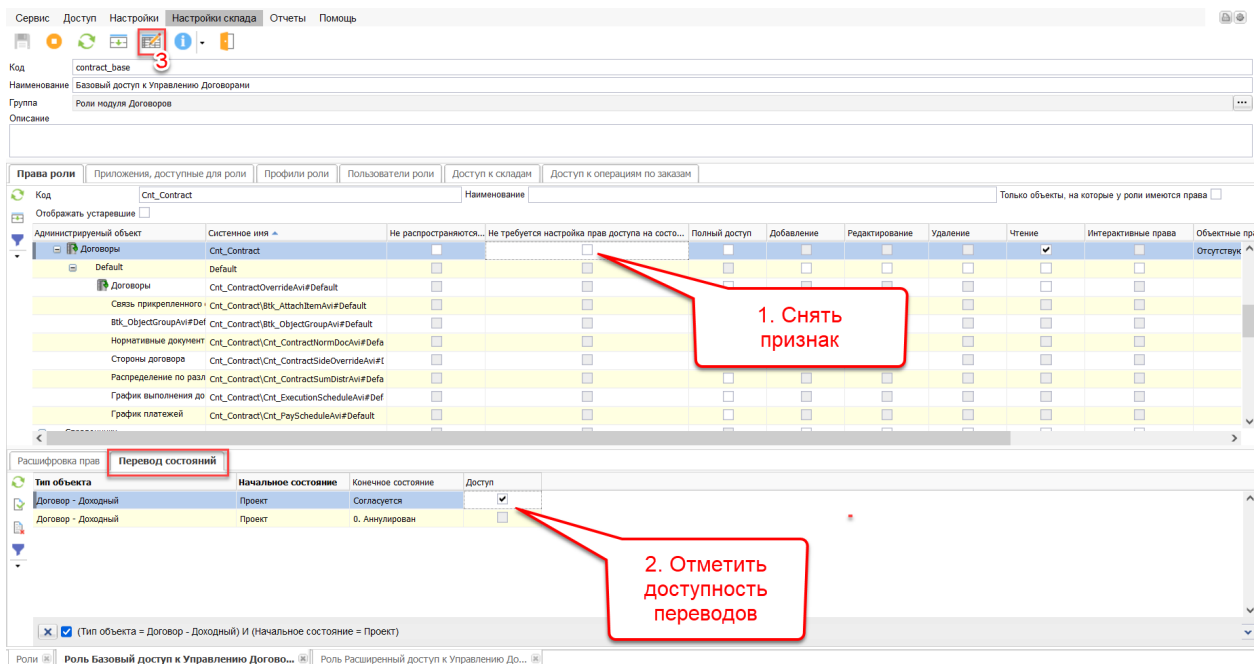 Сервис Доступ Настройки Настройки склада Отчеты Помощь
3
Код contract_base
Наименование Базовый доступ к Управлению Договорами
Группа Роли модуля Договоров ...
Описание
Права роли Приложения, доступные для роли Профили роли Пользователи роли Доступ к складам Доступ к операциям по заказам
Код Cnt_Contract Наименование Только объекты, на которые у роли имеются права
Отображать устаревшие
Администрируемый объект Системное имя Не распространяются... Не требуется настройка прав доступа на состо... Полный доступ Добавление Редактирование Удаление Чтение Интерактивные права Объектные пра
Договоры Cnt_Contract Отсутствую
Default Default
Договоры Cnt_ContractOverrideAvi#Default
Связь прикрепленного Cnt_Contract\Btk_AttachItemAvi#Default
Btk_ObjectGroupAvi#Def Cnt_Contract\Btk_ObjectGroupAvi#Default
Нормативные документ Cnt_Contract\Cnt_ContractNormDocAvi#Defa
Стороны договора Cnt_Contract\Cnt_ContractSideOverrideAvi#D
Распределение по разл Cnt_Contract\Cnt_ContractSumDistrAvi#Defa
График выполнения до Cnt_Contract\Cnt_ExecutionScheduleAvi#Def
График платежей Cnt_Contract\Cnt_PayScheduleAvi#Default
1. Снять
признак
Расшифровка прав Перевод состояний
Тип объекта Начальное состояние Конечное состояние Доступ
Договор - Доходный Проект Согласуется
Договор - Доходный Проект 0. Аннулирован
2. Отметить
доступность
переводов
(Тип объекта = Договор - Доходный) И (Начальное состояние = Проект)
Роли Роль Базовый доступ к Управлению Догово... Роль Расширенный доступ к Управлению До...